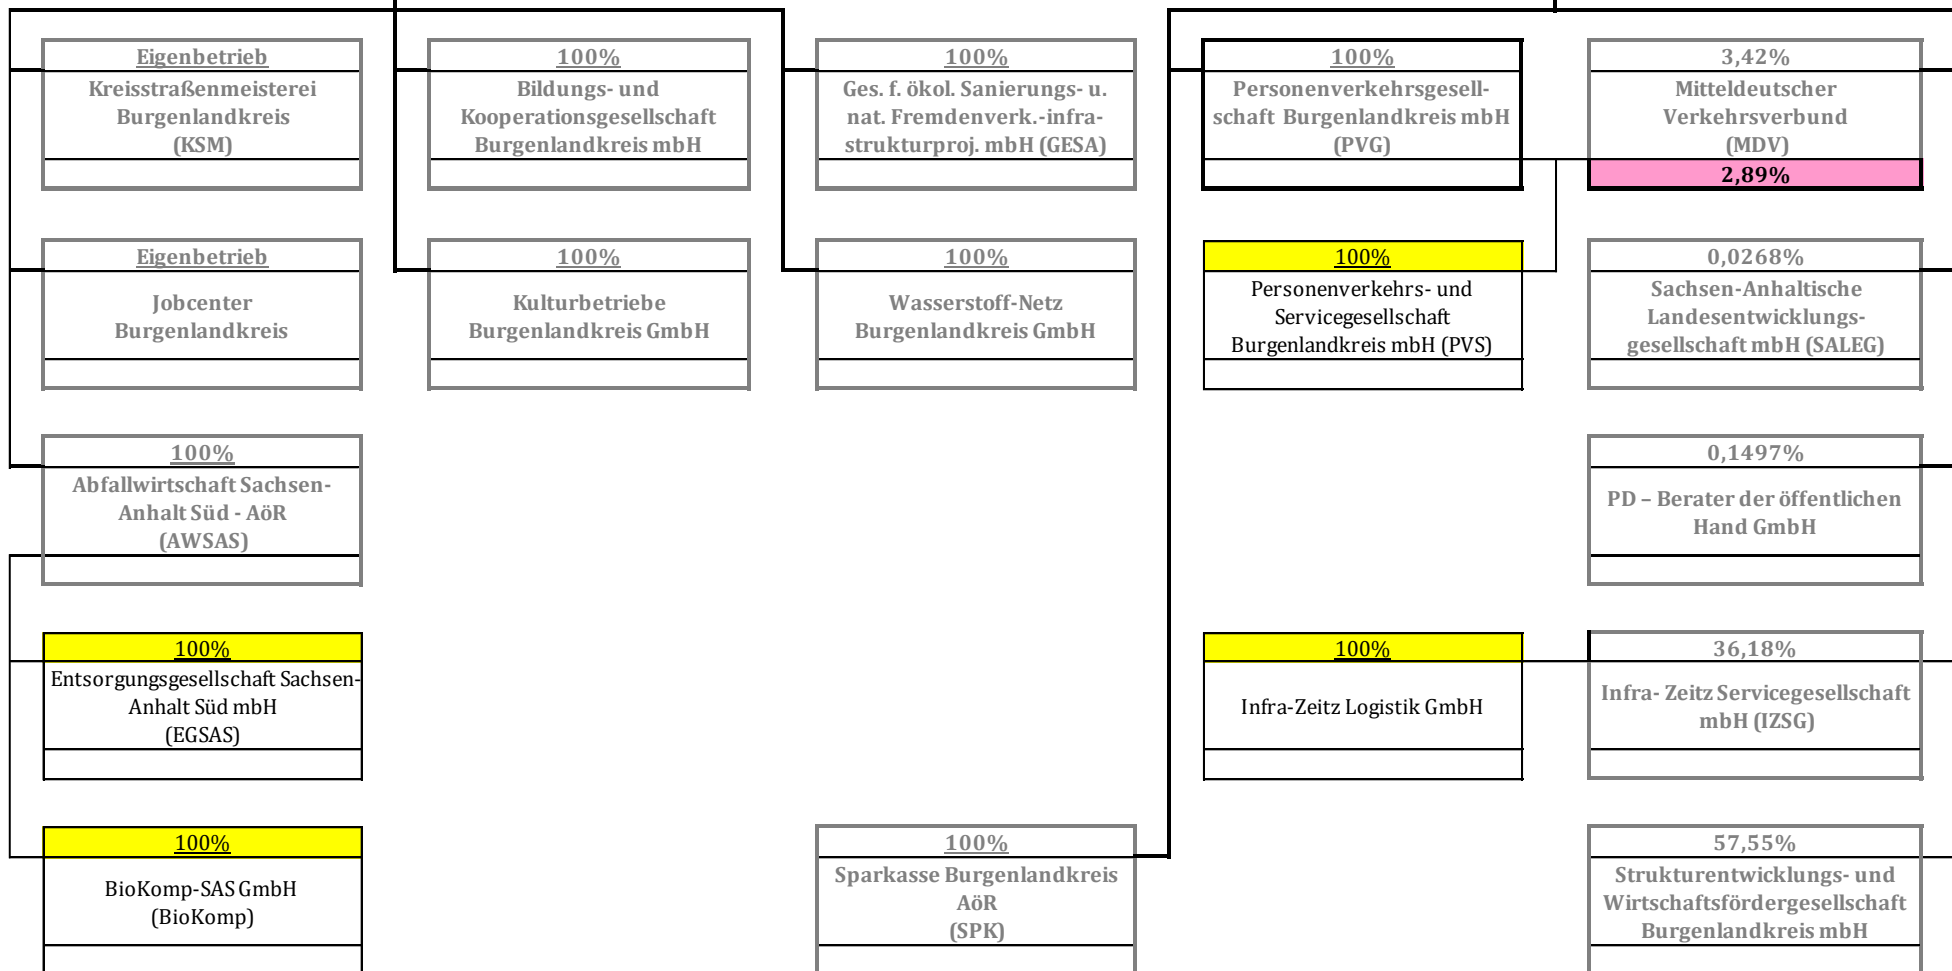 Eigenbetrieb
Kreisstraßenmeisterei
Burgenlandkreis
(KSM)
100%
Bildungs- und
Kooperationsgesellschaft
Burgenlandkreis mbH
100%
Ges. f. ökol. Sanierungs- u.
nat. Fremdenverk.-infra-
strukturproj. mbH (GESA)
100%
Personenverkehrsgesell-
schaft Burgenlandkreis mbH
(PVG)
3,42%
Mitteldeutscher
Verkehrsverbund
(MDV)
2,89%
Eigenbetrieb
Jobcenter
Burgenlandkreis
100%
Kulturbetriebe
Burgenlandkreis GmbH
100%
Wasserstoff-Netz
Burgenlandkreis GmbH
100%
Personenverkehrs- und
Servicegesellschaft
Burgenlandkreis mbH (PVS)
0,0268%
Sachsen-Anhaltische
Landesentwicklungs-
gesellschaft mbH (SALEG)
100%
Abfallwirtschaft Sachsen-
Anhalt Süd - AöR
(AWSAS)
0,1497%
PD – Berater der öffentlichen
Hand GmbH
100%
Entsorgungsgesellschaft Sachsen-
Anhalt Süd mbH
(EGSAS)
100%
Infra-Zeitz Logistik GmbH
36,18%
Infra- Zeitz Servicegesellschaft
mbH (IZSG)
100%
BioKomp-SAS GmbH
(BioKomp)
100%
Sparkasse Burgenlandkreis
AöR
(SPK)
57,55%
Strukturentwicklungs- und
Wirtschaftsfördergesellschaft
Burgenlandkreis mbH